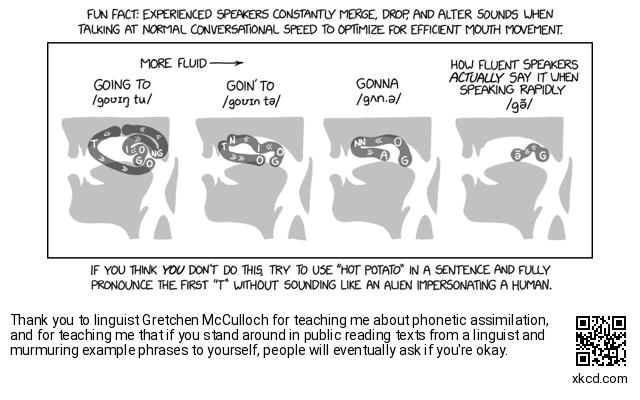 FUN FACT: EXPERIENCED SPEAKERS CONSTANTLY MERGE, DROP, AND ALTER SOUNDS WHEN
TALKING AT NORMAL CONVERSATIONAL SPEED TO OPTIMIZE FOR EFFICIENT MOUTH MOVEMENT.
MORE FLUID
GOING TO
/goʊɪŋ tu/
GOIN' TO
/goʊɪn tə/
GONNA
/gʌn.ə/
HOW FLUENT SPEAKERS
ACTUALLY SAY IT WHEN
SPEAKING RAPIDLY
/gə̃/
T I O NG G O
T N I O O G
NN O A G
ə̃ G
IF YOU THINK YOU DON'T DO THIS, TRY TO USE "HOT POTATO" IN A SENTENCE AND FULLY
PRONOUNCE THE FIRST "T" WITHOUT SOUNDING LIKE AN ALIEN IMPERSONATING A HUMAN.
Thank you to linguist Gretchen McCulloch for teaching me about phonetic assimilation,
and for teaching me that if you stand around in public reading texts from a linguist and
murmuring example phrases to yourself, people will eventually ask if you're okay.
xkcd.com